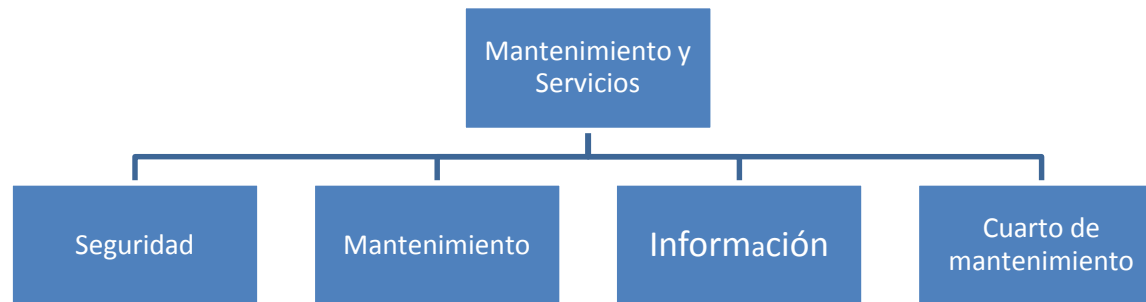 Mantenimiento y
Servicios
Seguridad
Mantenimiento
Información
Cuarto de
mantenimiento